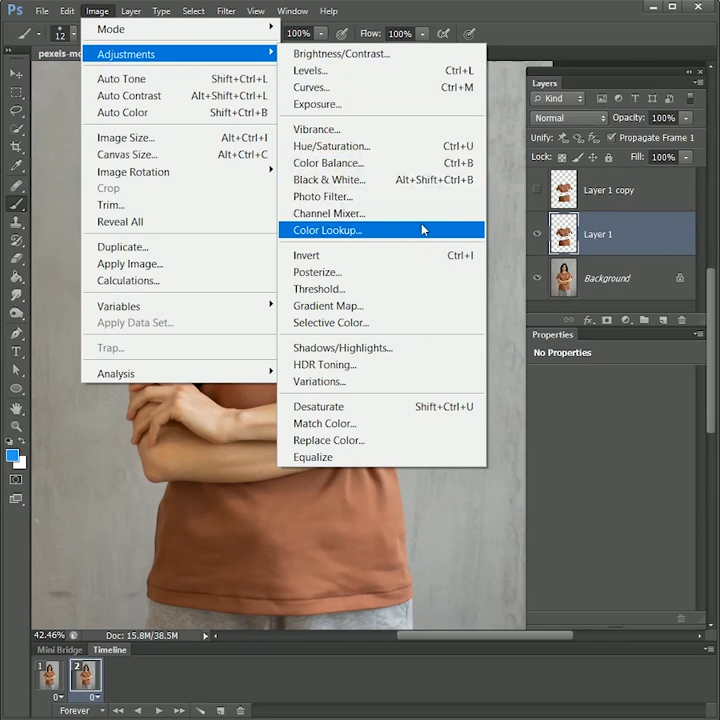 Ps File Edit Image Layer Type Select Filter View Window Help
12 100% Flow: 100%
pexels-mo
Mode
Adjustments
Auto Tone Shift+Ctrl+L
Auto Contrast Alt+Shift+Ctrl+L
Auto Color Shift+Ctrl+B
Image Size... Alt+Ctrl+I
Canvas Size... Alt+Ctrl+C
Image Rotation
Crop
Trim...
Reveal All
Duplicate...
Apply Image...
Calculations...
Variables
Apply Data Set...
Trap...
Analysis
Brightness/Contrast...
Levels... Ctrl+L
Curves... Ctrl+M
Exposure...
Vibrance...
Hue/Saturation... Ctrl+U
Color Balance... Ctrl+B
Black & White... Alt+Shift+Ctrl+B
Photo Filter...
Channel Mixer...
Color Lookup...
Invert Ctrl+I
Posterize...
Threshold...
Gradient Map...
Selective Color...
Shadows/Highlights...
HDR Toning...
Variations...
Desaturate Shift+Ctrl+U
Match Color...
Replace Color...
Equalize
Layers
Kind
Normal Opacity: 100%
Unify: Propagate Frame 1
Lock: Fill: 100%
Layer 1 copy
Layer 1
Background
fx
Properties
No Properties
42.46% Doc: 15.8M/38.5M
Mini Bridge Timeline
1 2
0 0
Forever